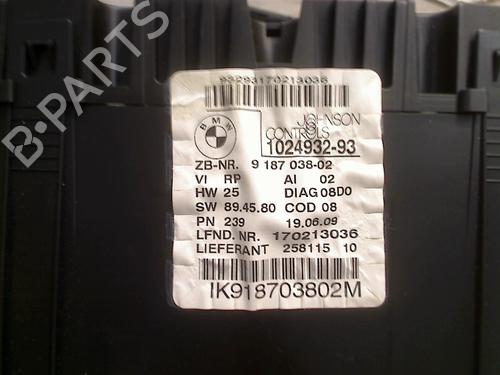 B-PARTS
93293170213036
BMW
JOHNSON
CONTROLS
1024932-93
ZB-NR. 9 187 038-02
VI RP AI 02
HW 25 DIAG 08D0
SW 89.45.80 COD 08
PN 239 19.06.09
LFND. NR. 170213036
LIEFERANT 258115 10
IK918703802M